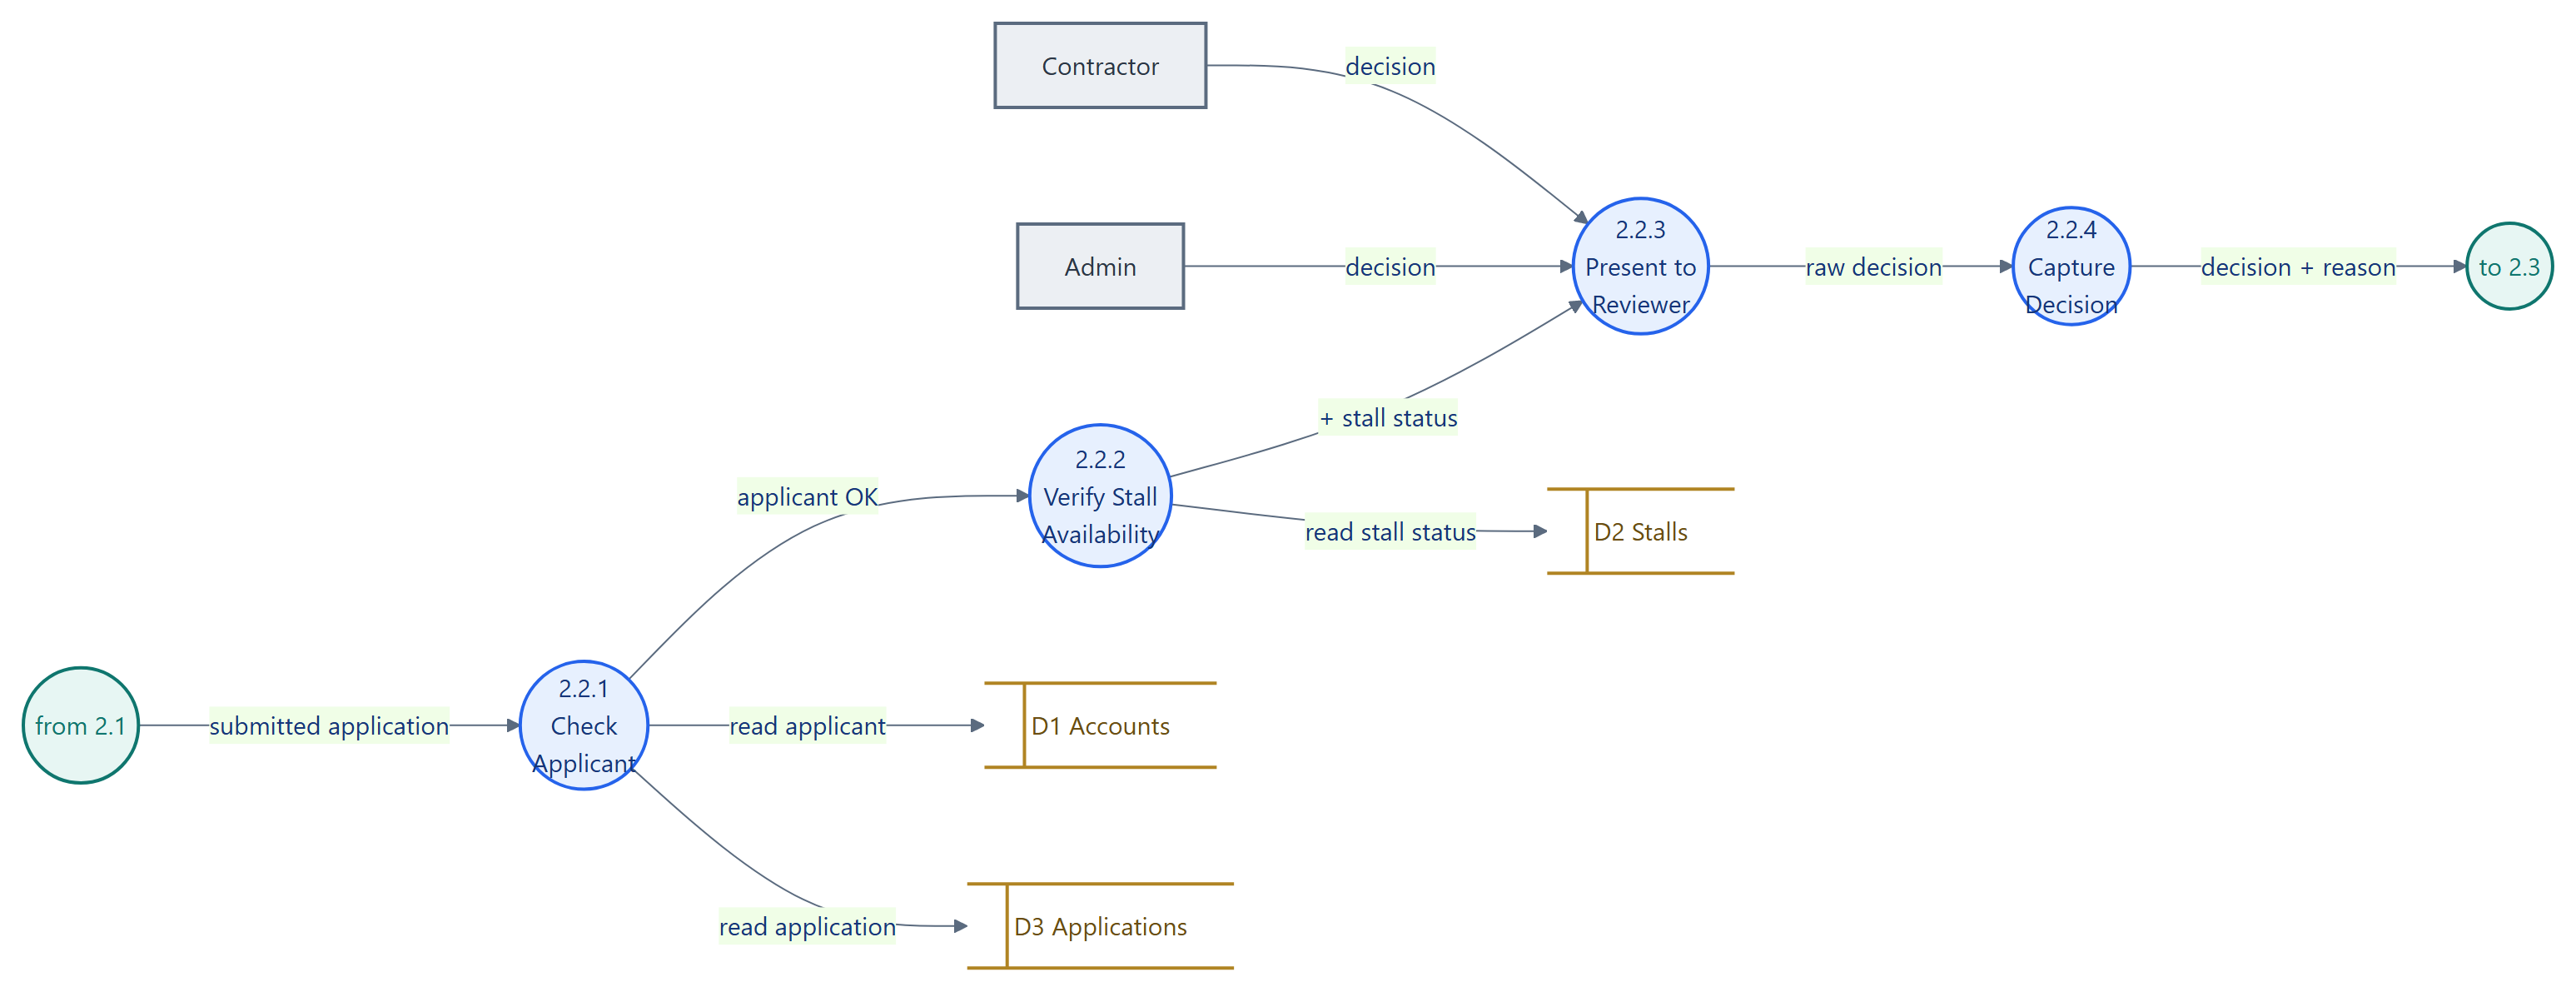 Contractor
decision
Admin
decision
2.2.3
Present to
Reviewer
raw decision
2.2.4
Capture
Decision
decision + reason
to 2.3
+ stall status
2.2.2
Verify Stall
Availability
applicant OK
read stall status
D2 Stalls
from 2.1
submitted application
2.2.1
Check
Applicant
read applicant
D1 Accounts
read application
D3 Applications